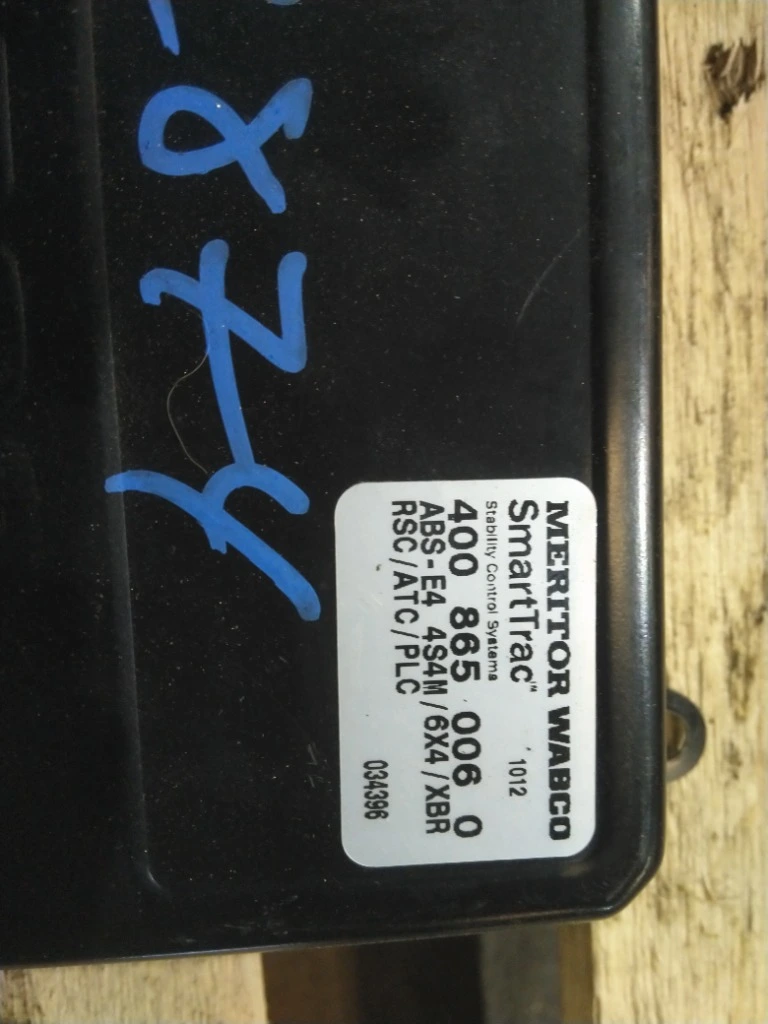 MERITOR WABCO
SmartTrac™ 1012
Stability Control Systems
400 865 006 0
ABS-E4 4S4M/6X4/XBR
RSC/ATC/PLC
034396